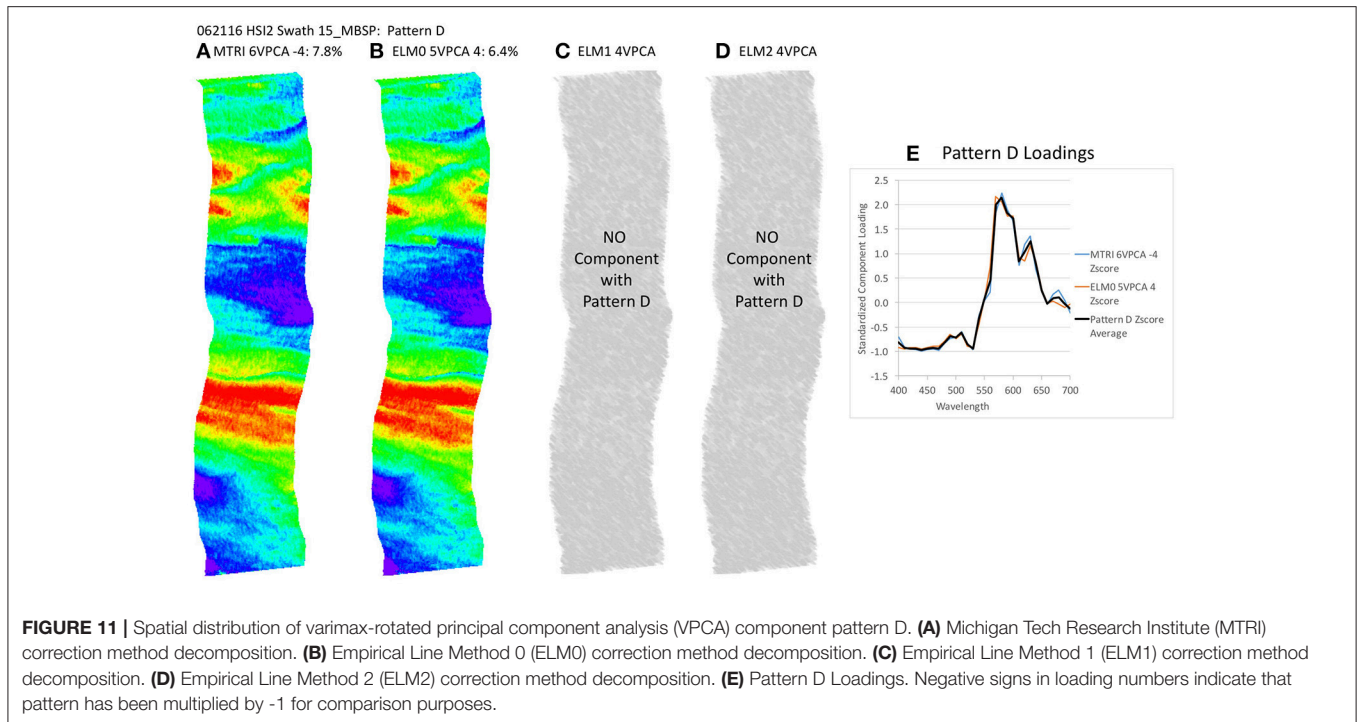 062116 HSI2 Swath 15_MBSP: Pattern D
A MTRI 6VPCA -4: 7.8%
B ELM0 5VPCA 4: 6.4%
C ELM1 4VPCA
D ELM2 4VPCA
NO
Component
with
Pattern D
NO
Component
with
Pattern D
E Pattern D Loadings
2.5
2.0
1.5
1.0
0.5
0.0
-0.5
-1.0
-1.5
Standardized Component Loading
400 450 500 550 600 650 700
Wavelength
MTRI 6VPCA -4
Zscore
ELM0 5VPCA 4
Zscore
Pattern D Zscore
Average
FIGURE 11 | Spatial distribution of varimax-rotated principal component analysis (VPCA) component pattern D. (A) Michigan Tech Research Institute (MTRI)
correction method decomposition. (B) Empirical Line Method 0 (ELM0) correction method decomposition. (C) Empirical Line Method 1 (ELM1) correction method
decomposition. (D) Empirical Line Method 2 (ELM2) correction method decomposition. (E) Pattern D Loadings. Negative signs in loading numbers indicate that
pattern has been multiplied by -1 for comparison purposes.